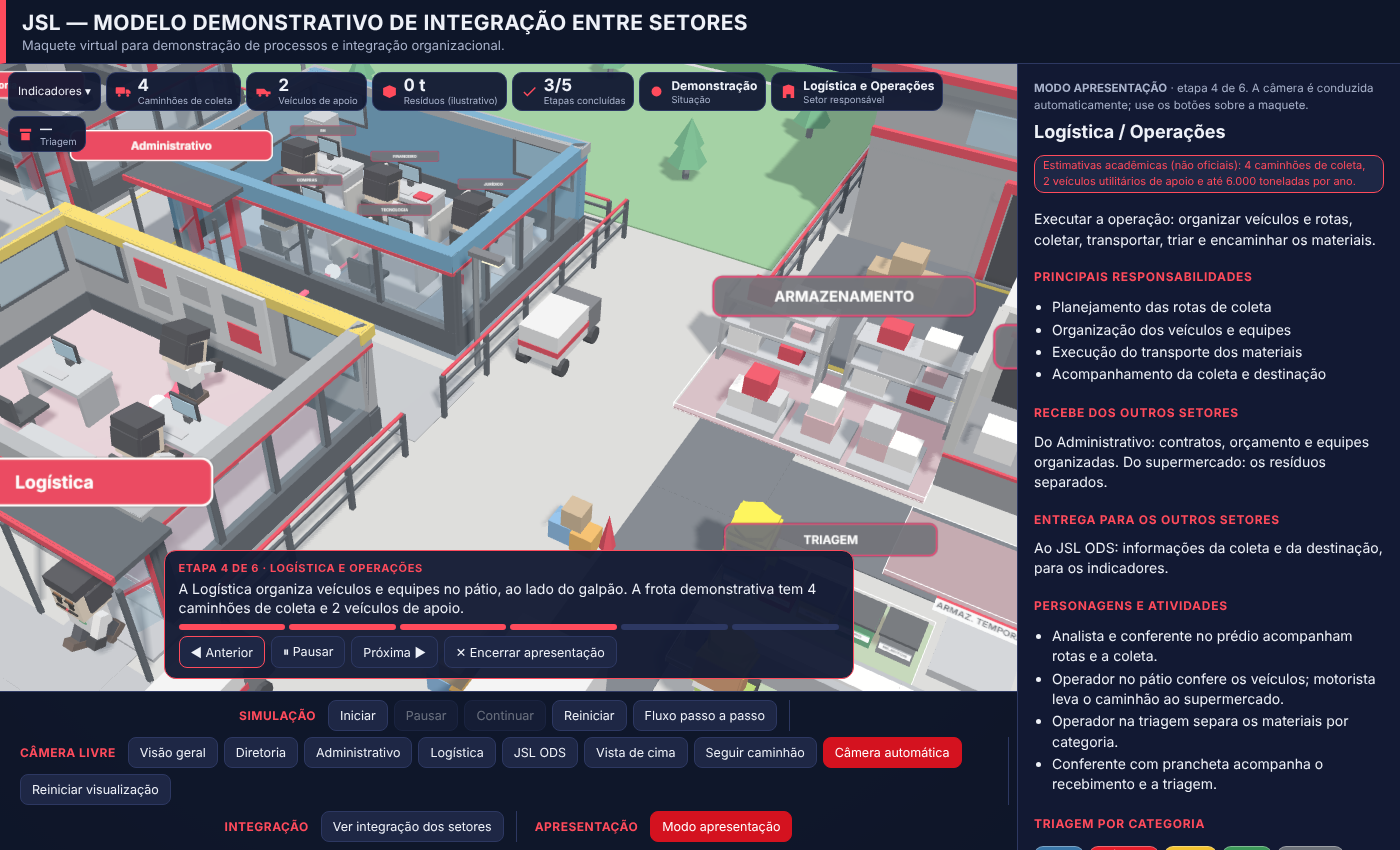 JSL — MODELO DEMONSTRATIVO DE INTEGRAÇÃO ENTRE SETORES
Maquete virtual para demonstração de processos e integração organizacional.
Indicadores ▾
4
Caminhões de coleta
2
Veículos de apoio
0 t
Resíduos (ilustrativo)
3/5
Etapas concluídas
Demonstração
Situação
Logística e Operações
Setor responsável
—
Triagem
Administrativo
RH
FINANCEIRO
COMPRAS
JURÍDICO
TECNOLOGIA
ARMAZENAMENTO
Logística
TRIAGEM
ARMAZ. TEMPOR
ETAPA 4 DE 6 · LOGÍSTICA E OPERAÇÕES
A Logística organiza veículos e equipes no pátio, ao lado do galpão. A frota demonstrativa tem 4
caminhões de coleta e 2 veículos de apoio.
◀ Anterior
⏸ Pausar
Próxima ▶
✕ Encerrar apresentação
SIMULAÇÃO
Iniciar
Pausar
Continuar
Reiniciar
Fluxo passo a passo
CÂMERA LIVRE
Visão geral
Diretoria
Administrativo
Logística
JSL ODS
Vista de cima
Seguir caminhão
Câmera automática
Reiniciar visualização
INTEGRAÇÃO
Ver integração dos setores
APRESENTAÇÃO
Modo apresentação
MODO APRESENTAÇÃO · etapa 4 de 6. A câmera é conduzida
automaticamente; use os botões sobre a maquete.
Logística / Operações
Estimativas acadêmicas (não oficiais): 4 caminhões de coleta,
2 veículos utilitários de apoio e até 6.000 toneladas por ano.
Executar a operação: organizar veículos e rotas,
coletar, transportar, triar e encaminhar os materiais.
PRINCIPAIS RESPONSABILIDADES
• Planejamento das rotas de coleta
• Organização dos veículos e equipes
• Execução do transporte dos materiais
• Acompanhamento da coleta e destinação
RECEBE DOS OUTROS SETORES
Do Administrativo: contratos, orçamento e equipes
organizadas. Do supermercado: os resíduos
separados.
ENTREGA PARA OS OUTROS SETORES
Ao JSL ODS: informações da coleta e da destinação,
para os indicadores.
PERSONAGENS E ATIVIDADES
• Analista e conferente no prédio acompanham
rotas e a coleta.
• Operador no pátio confere os veículos; motorista
leva o caminhão ao supermercado.
• Operador na triagem separa os materiais por
categoria.
• Conferente com prancheta acompanha o
recebimento e a triagem.
TRIAGEM POR CATEGORIA